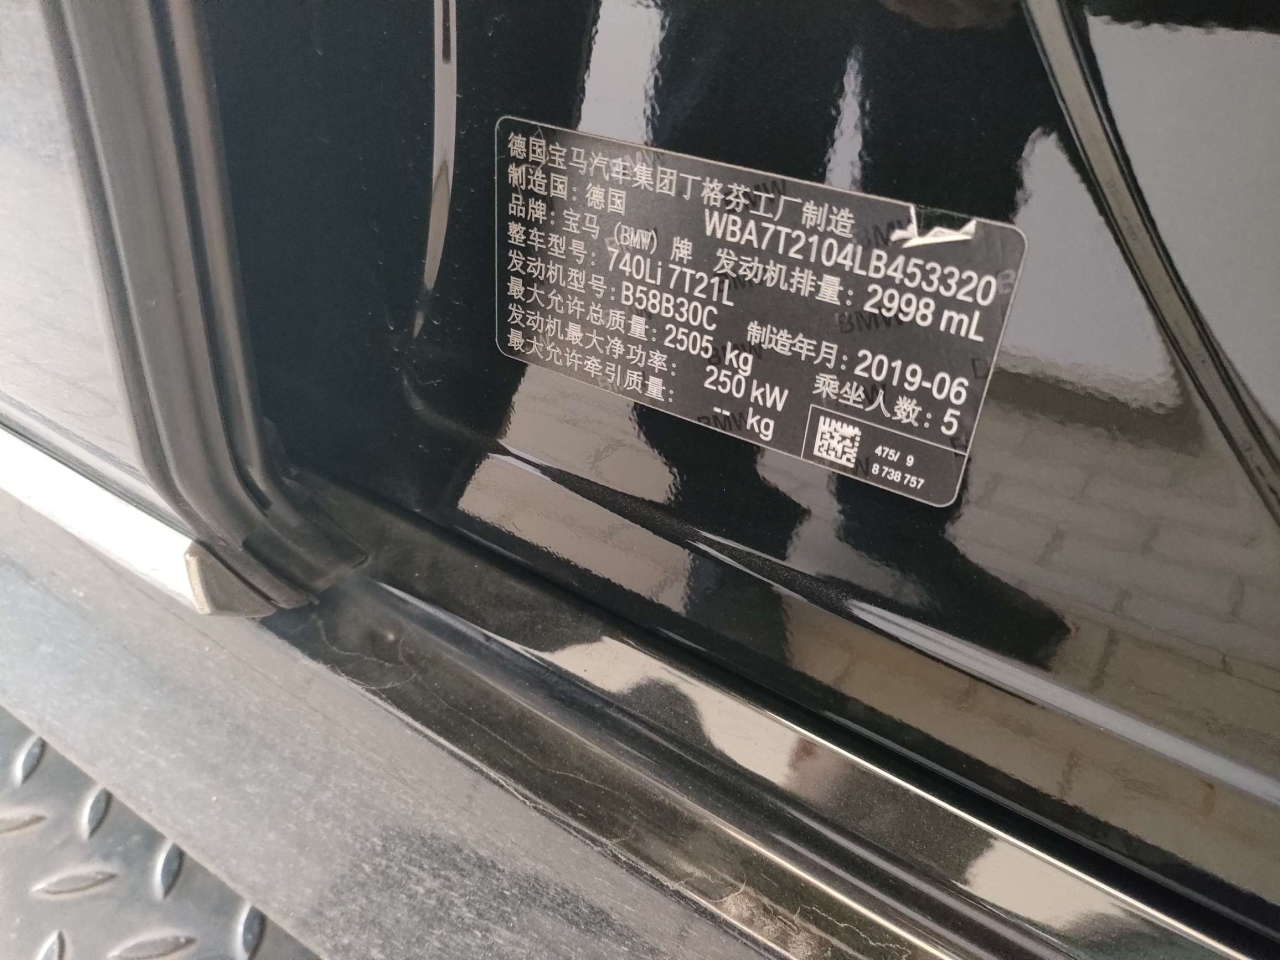 德国宝马汽车集团丁格芬工厂制造
制造国：德国 WBA7T2104LB453320
品牌：宝马（BMW）牌 发动机排量：2998 mL
整车型号：740Li 7T21L
发动机型号：B58B30C 制造年月：2019-06
最大允许总质量：2505 kg 乘坐人数：5
发动机最大净功率：250 kW
最大允许牵引质量：-- kg
475/ 9
8 738 757